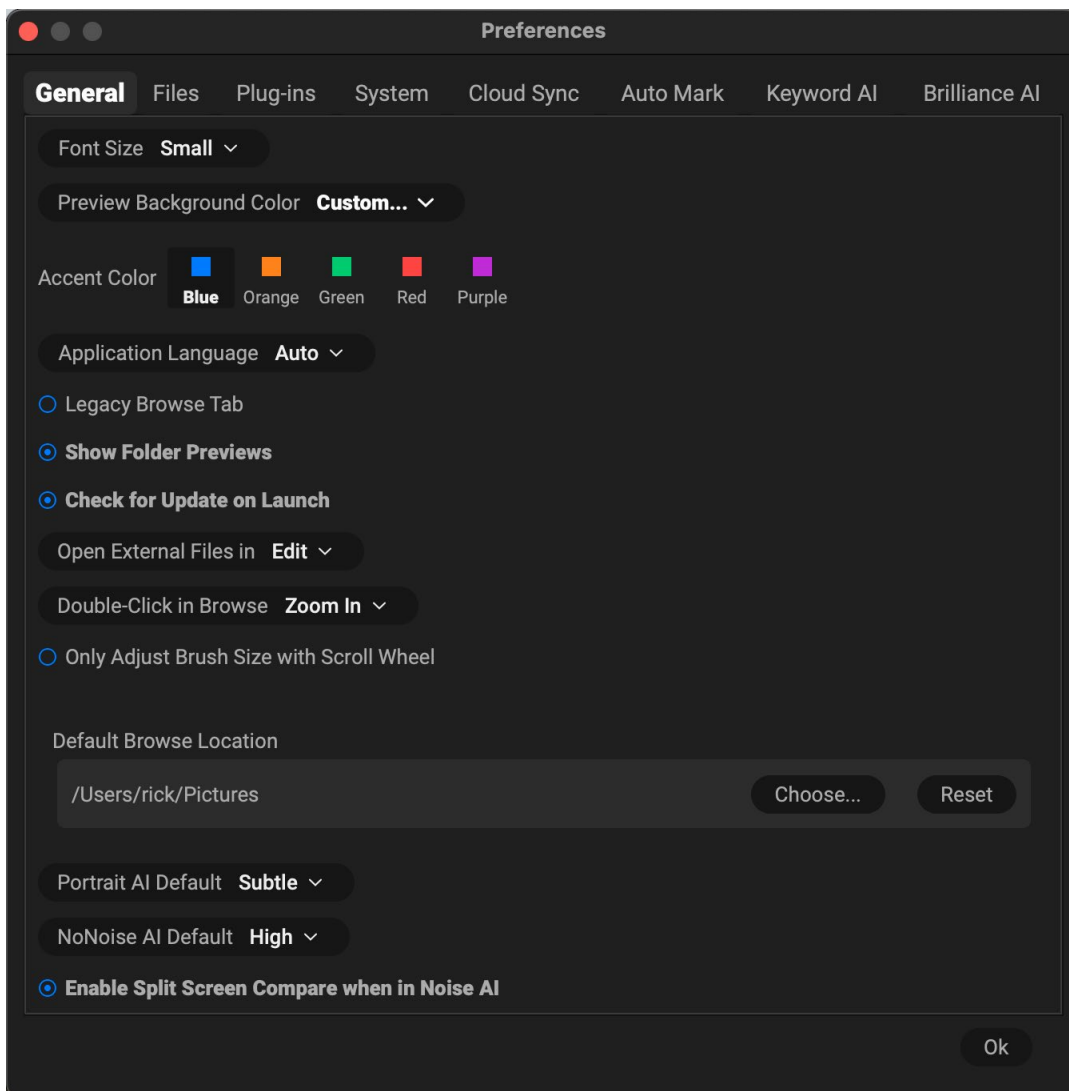 Preferences
General Files Plug-ins System Cloud Sync Auto Mark Keyword AI Brilliance AI
Font Size Small
Preview Background Color Custom...
Accent Color Blue Orange Green Red Purple
Application Language Auto
Legacy Browse Tab
Show Folder Previews
Check for Update on Launch
Open External Files in Edit
Double-Click in Browse Zoom In
Only Adjust Brush Size with Scroll Wheel
Default Browse Location
/Users/rick/Pictures Choose... Reset
Portrait AI Default Subtle
NoNoise AI Default High
Enable Split Screen Compare when in Noise AI
Ok